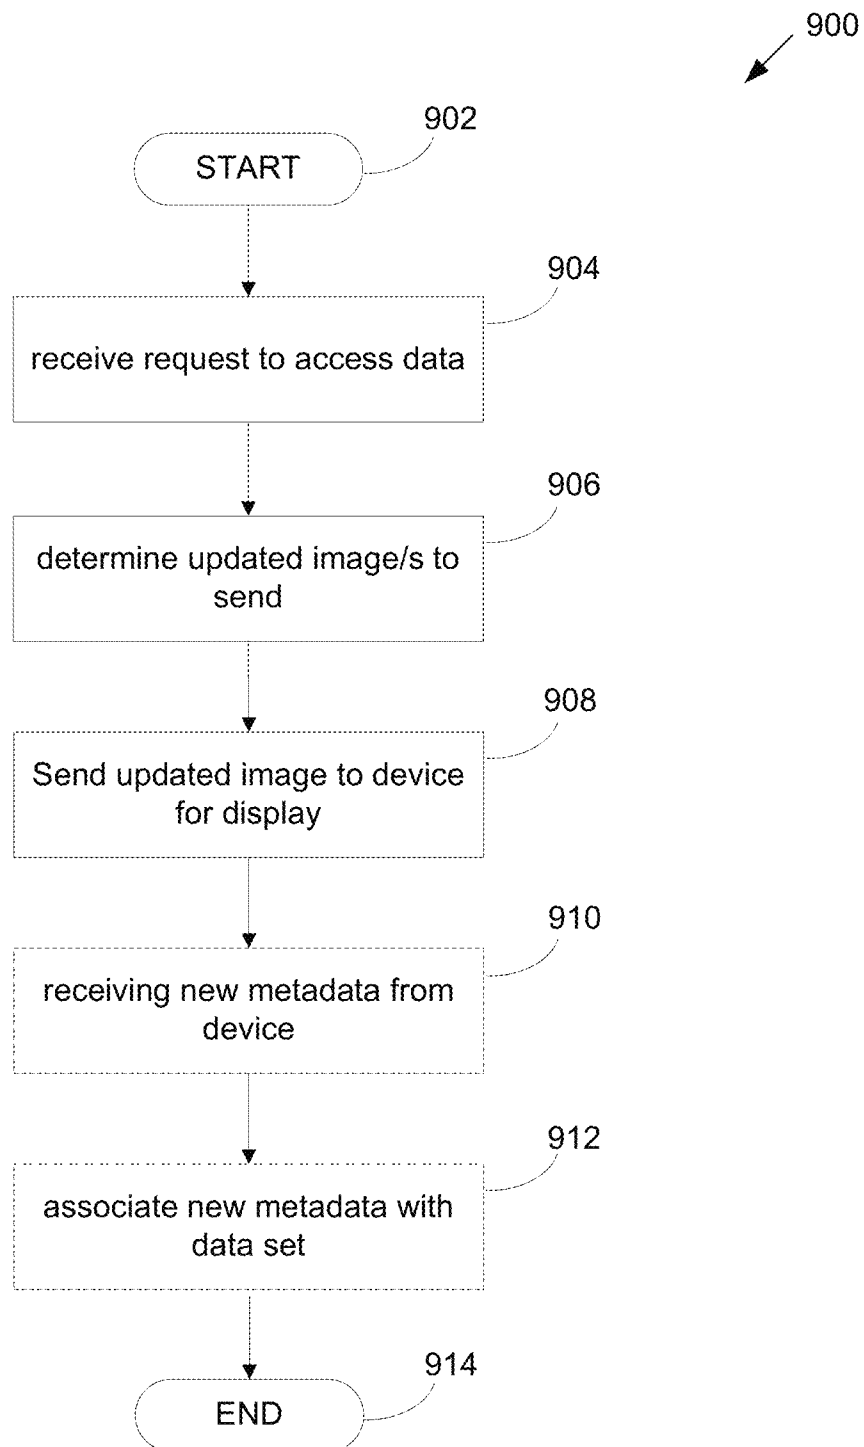 900
902
START
904
receive request to access data
906
determine updated image/s to
send
908
Send updated image to device
for display
910
receiving new metadata from
device
912
associate new metadata with
data set
914
END